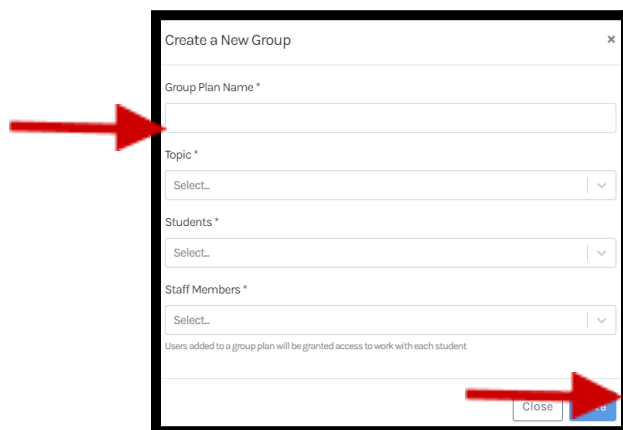 Create a New Group ×
Group Plan Name *
Topic *
Select...
Students *
Select...
Staff Members *
Select...
Users added to a group plan will be granted access to work with each student
Close